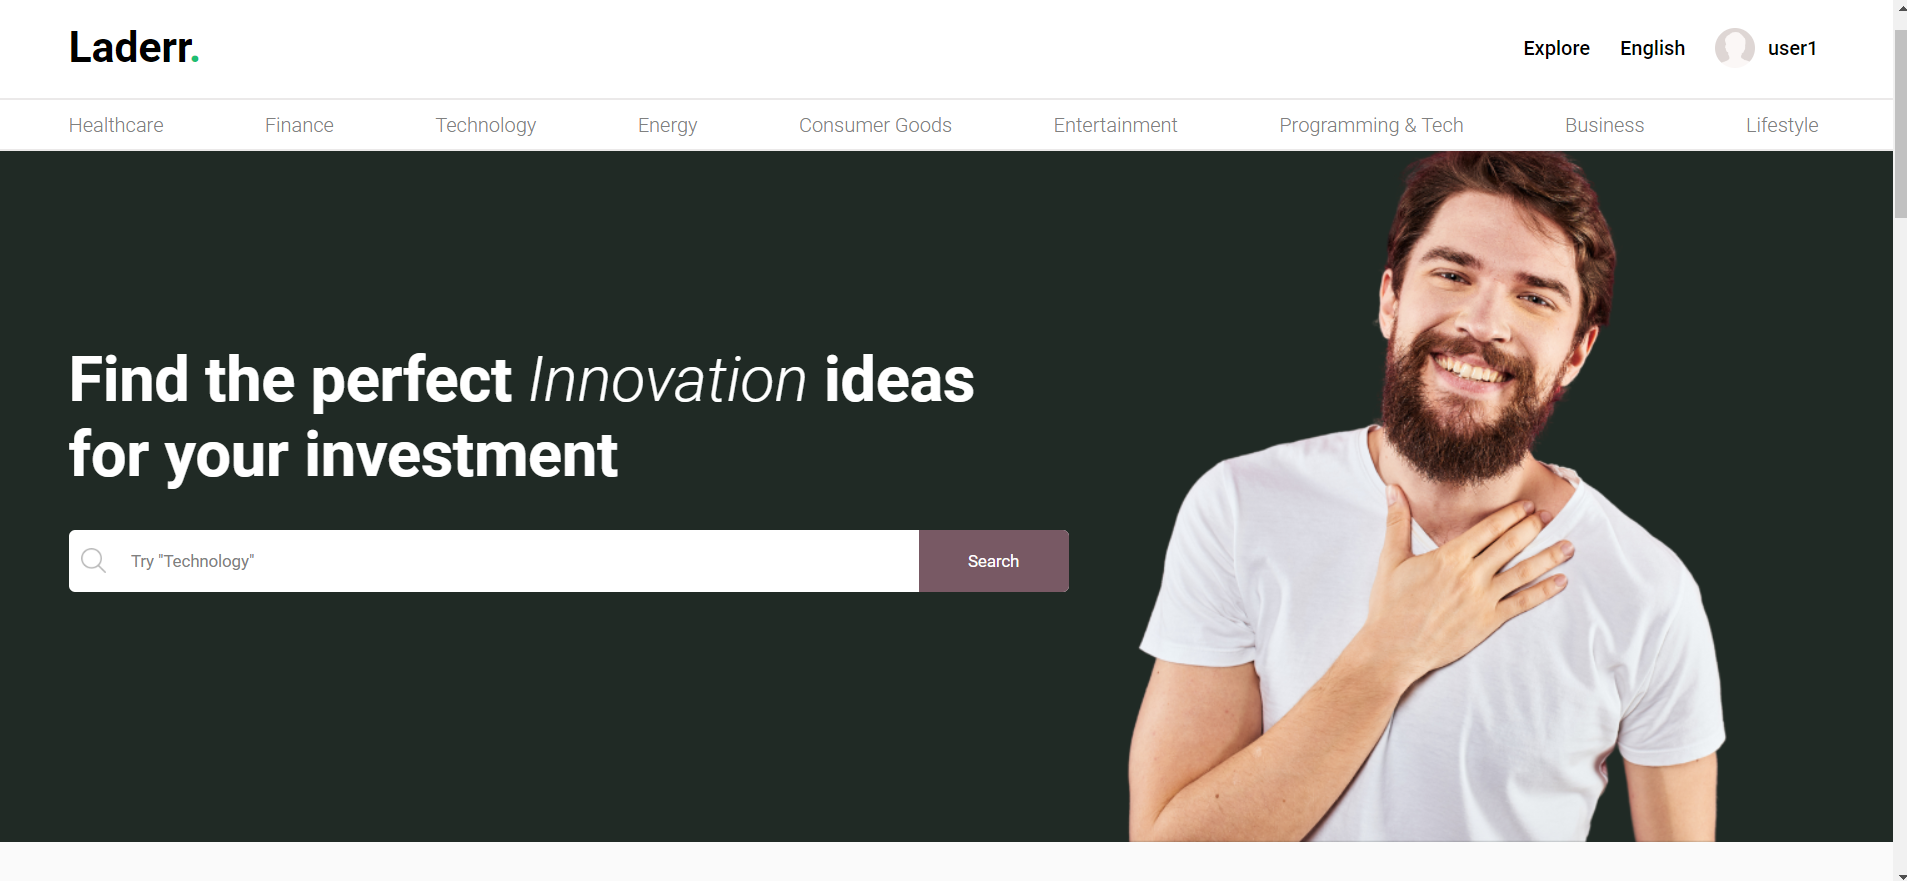 Laderr.
Explore English user1
Healthcare Finance Technology Energy Consumer Goods Entertainment Programming & Tech Business Lifestyle
Find the perfect Innovation ideas
for your investment
Try "Technology" Search